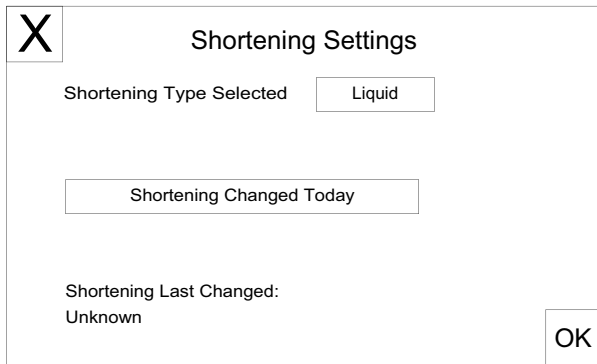 X
Shortening Settings
Shortening Type Selected
Liquid
Shortening Changed Today
Shortening Last Changed:
Unknown
OK